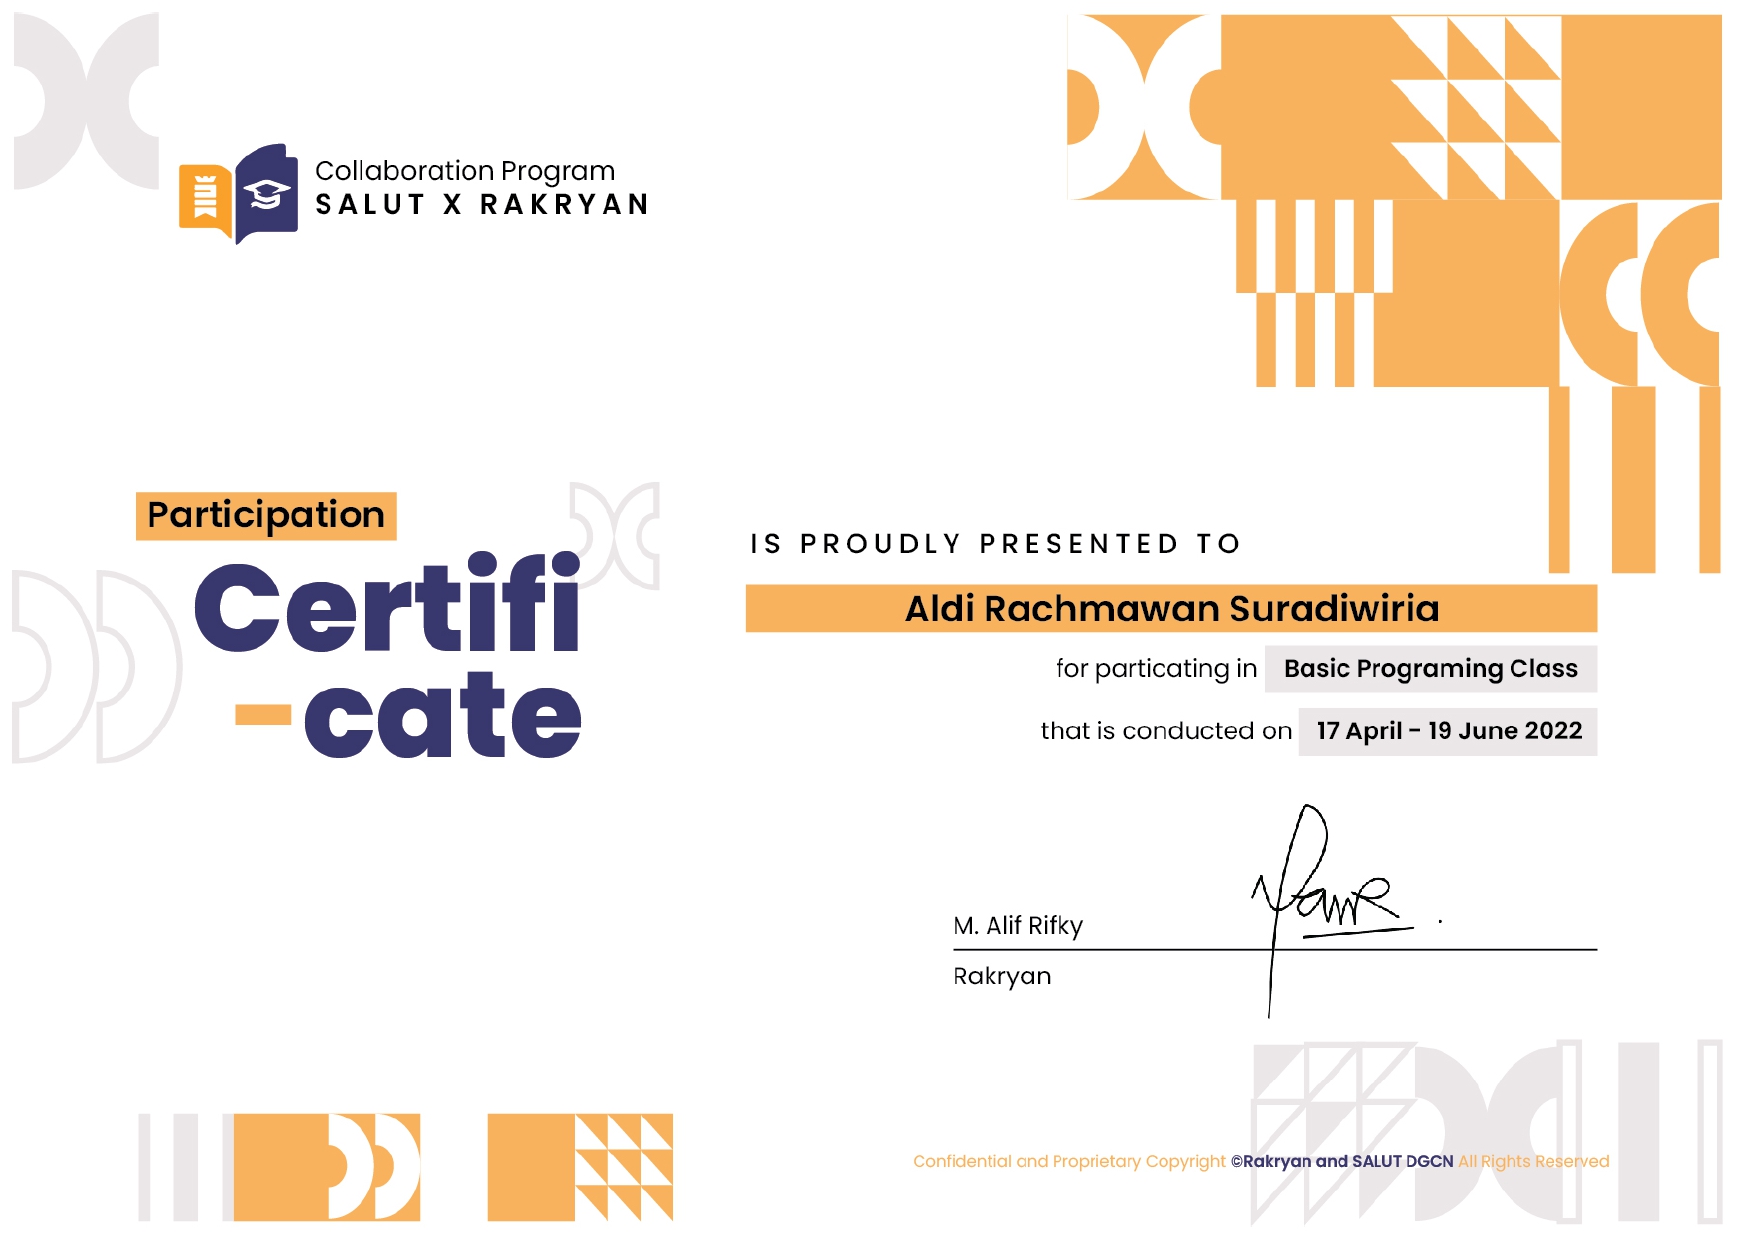 Collaboration Program
SALUT X RAKRYAN
Participation
Certifi
-cate
IS PROUDLY PRESENTED TO
Aldi Rachmawan Suradiwiria
for particating in Basic Programing Class
that is conducted on 17 April - 19 June 2022
M. Alif Rifky
Rakryan
Confidential and Proprietary Copyright ©Rakryan and SALUT DGCN All Rights Reserved